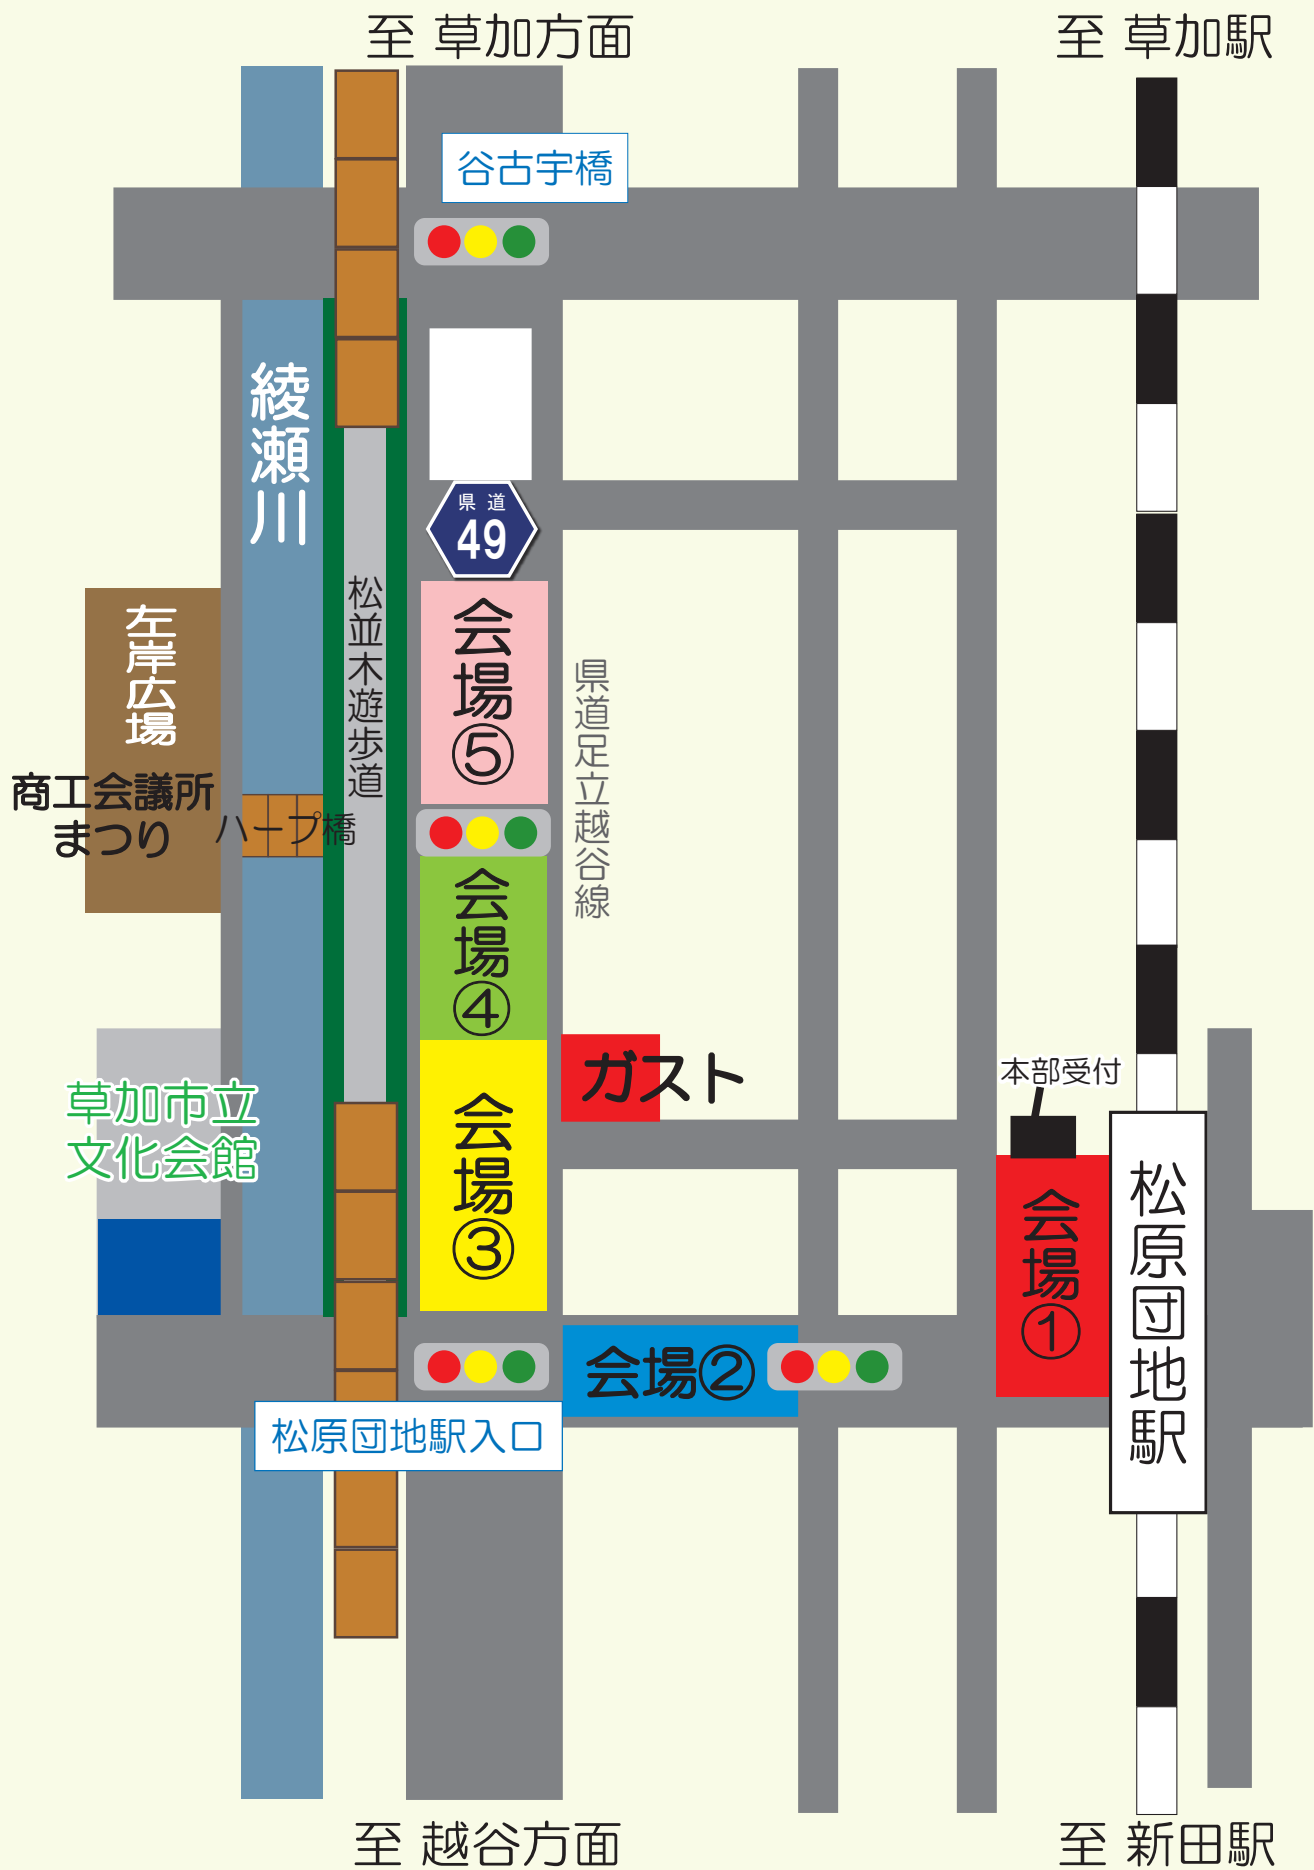 至 草加方面
至 草加駅
谷古宇橋
綾瀬川
県道
49
松並木遊歩道
会場⑤
左岸広場
県道足立越谷線
商工会議所
まつり
ハープ橋
会場④
ガスト
本部受付
草加市立
文化会館
会場③
会場①
松原団地駅
会場②
松原団地駅入口
至 越谷方面
至 新田駅